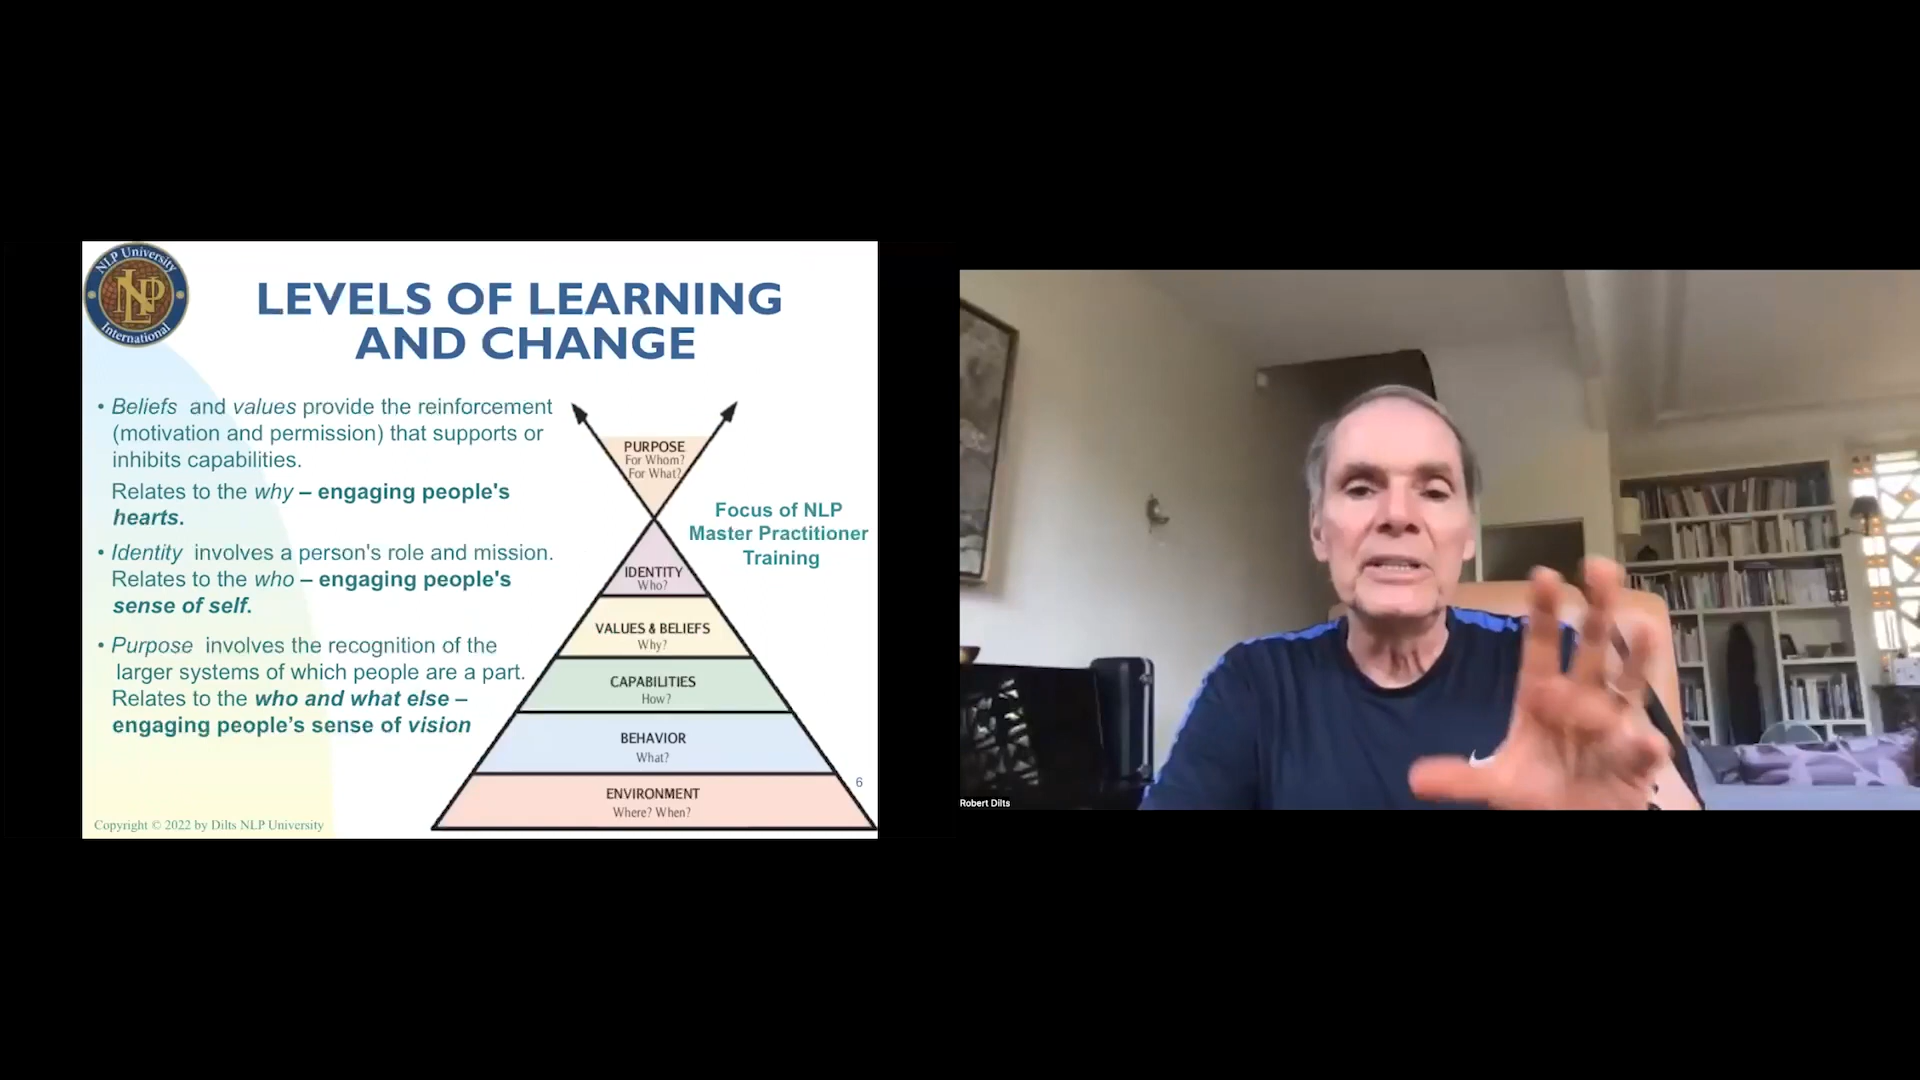 NLP University
NLP
International
LEVELS OF LEARNING
AND CHANGE
• Beliefs and values provide the reinforcement
(motivation and permission) that supports or
inhibits capabilities.
Relates to the why – engaging people's
hearts.
• Identity involves a person's role and mission.
Relates to the who – engaging people's
sense of self.
• Purpose involves the recognition of the
larger systems of which people are a part.
Relates to the who and what else –
engaging people’s sense of vision
PURPOSE
For Whom?
For What?
Focus of NLP
Master Practitioner
Training
IDENTITY
Who?
VALUES & BELIEFS
Why?
CAPABILITIES
How?
BEHAVIOR
What?
ENVIRONMENT
Where? When?
6
Copyright © 2022 by Dilts NLP University
Robert Dilts